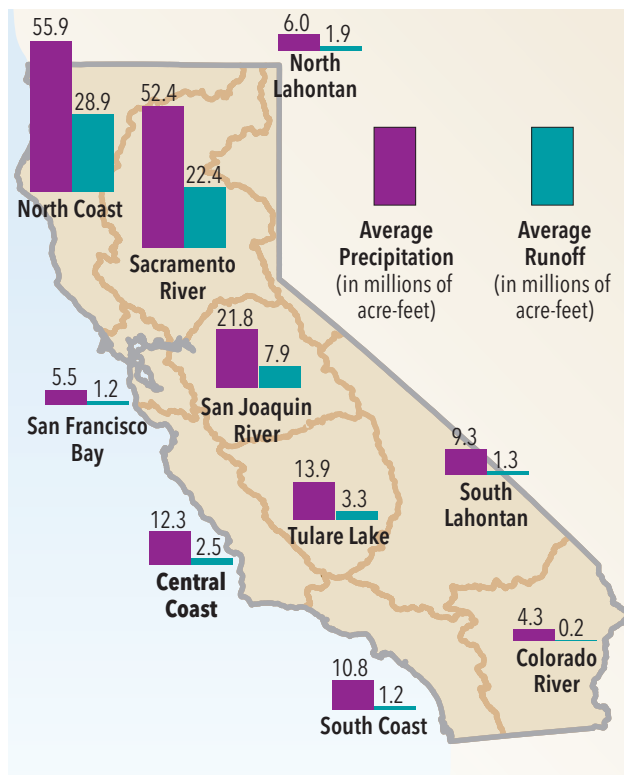 55.9
28.9
North Coast
52.4
22.4
Sacramento
River
6.0
1.9
North
Lahontan
Average
Precipitation
(in millions of
acre-feet)
Average
Runoff
(in millions of
acre-feet)
21.8
7.9
San Joaquin
River
5.5
1.2
San Francisco
Bay
13.9
3.3
Tulare Lake
9.3
1.3
South
Lahontan
12.3
2.5
Central
Coast
4.3
0.2
Colorado
River
10.8
1.2
South Coast